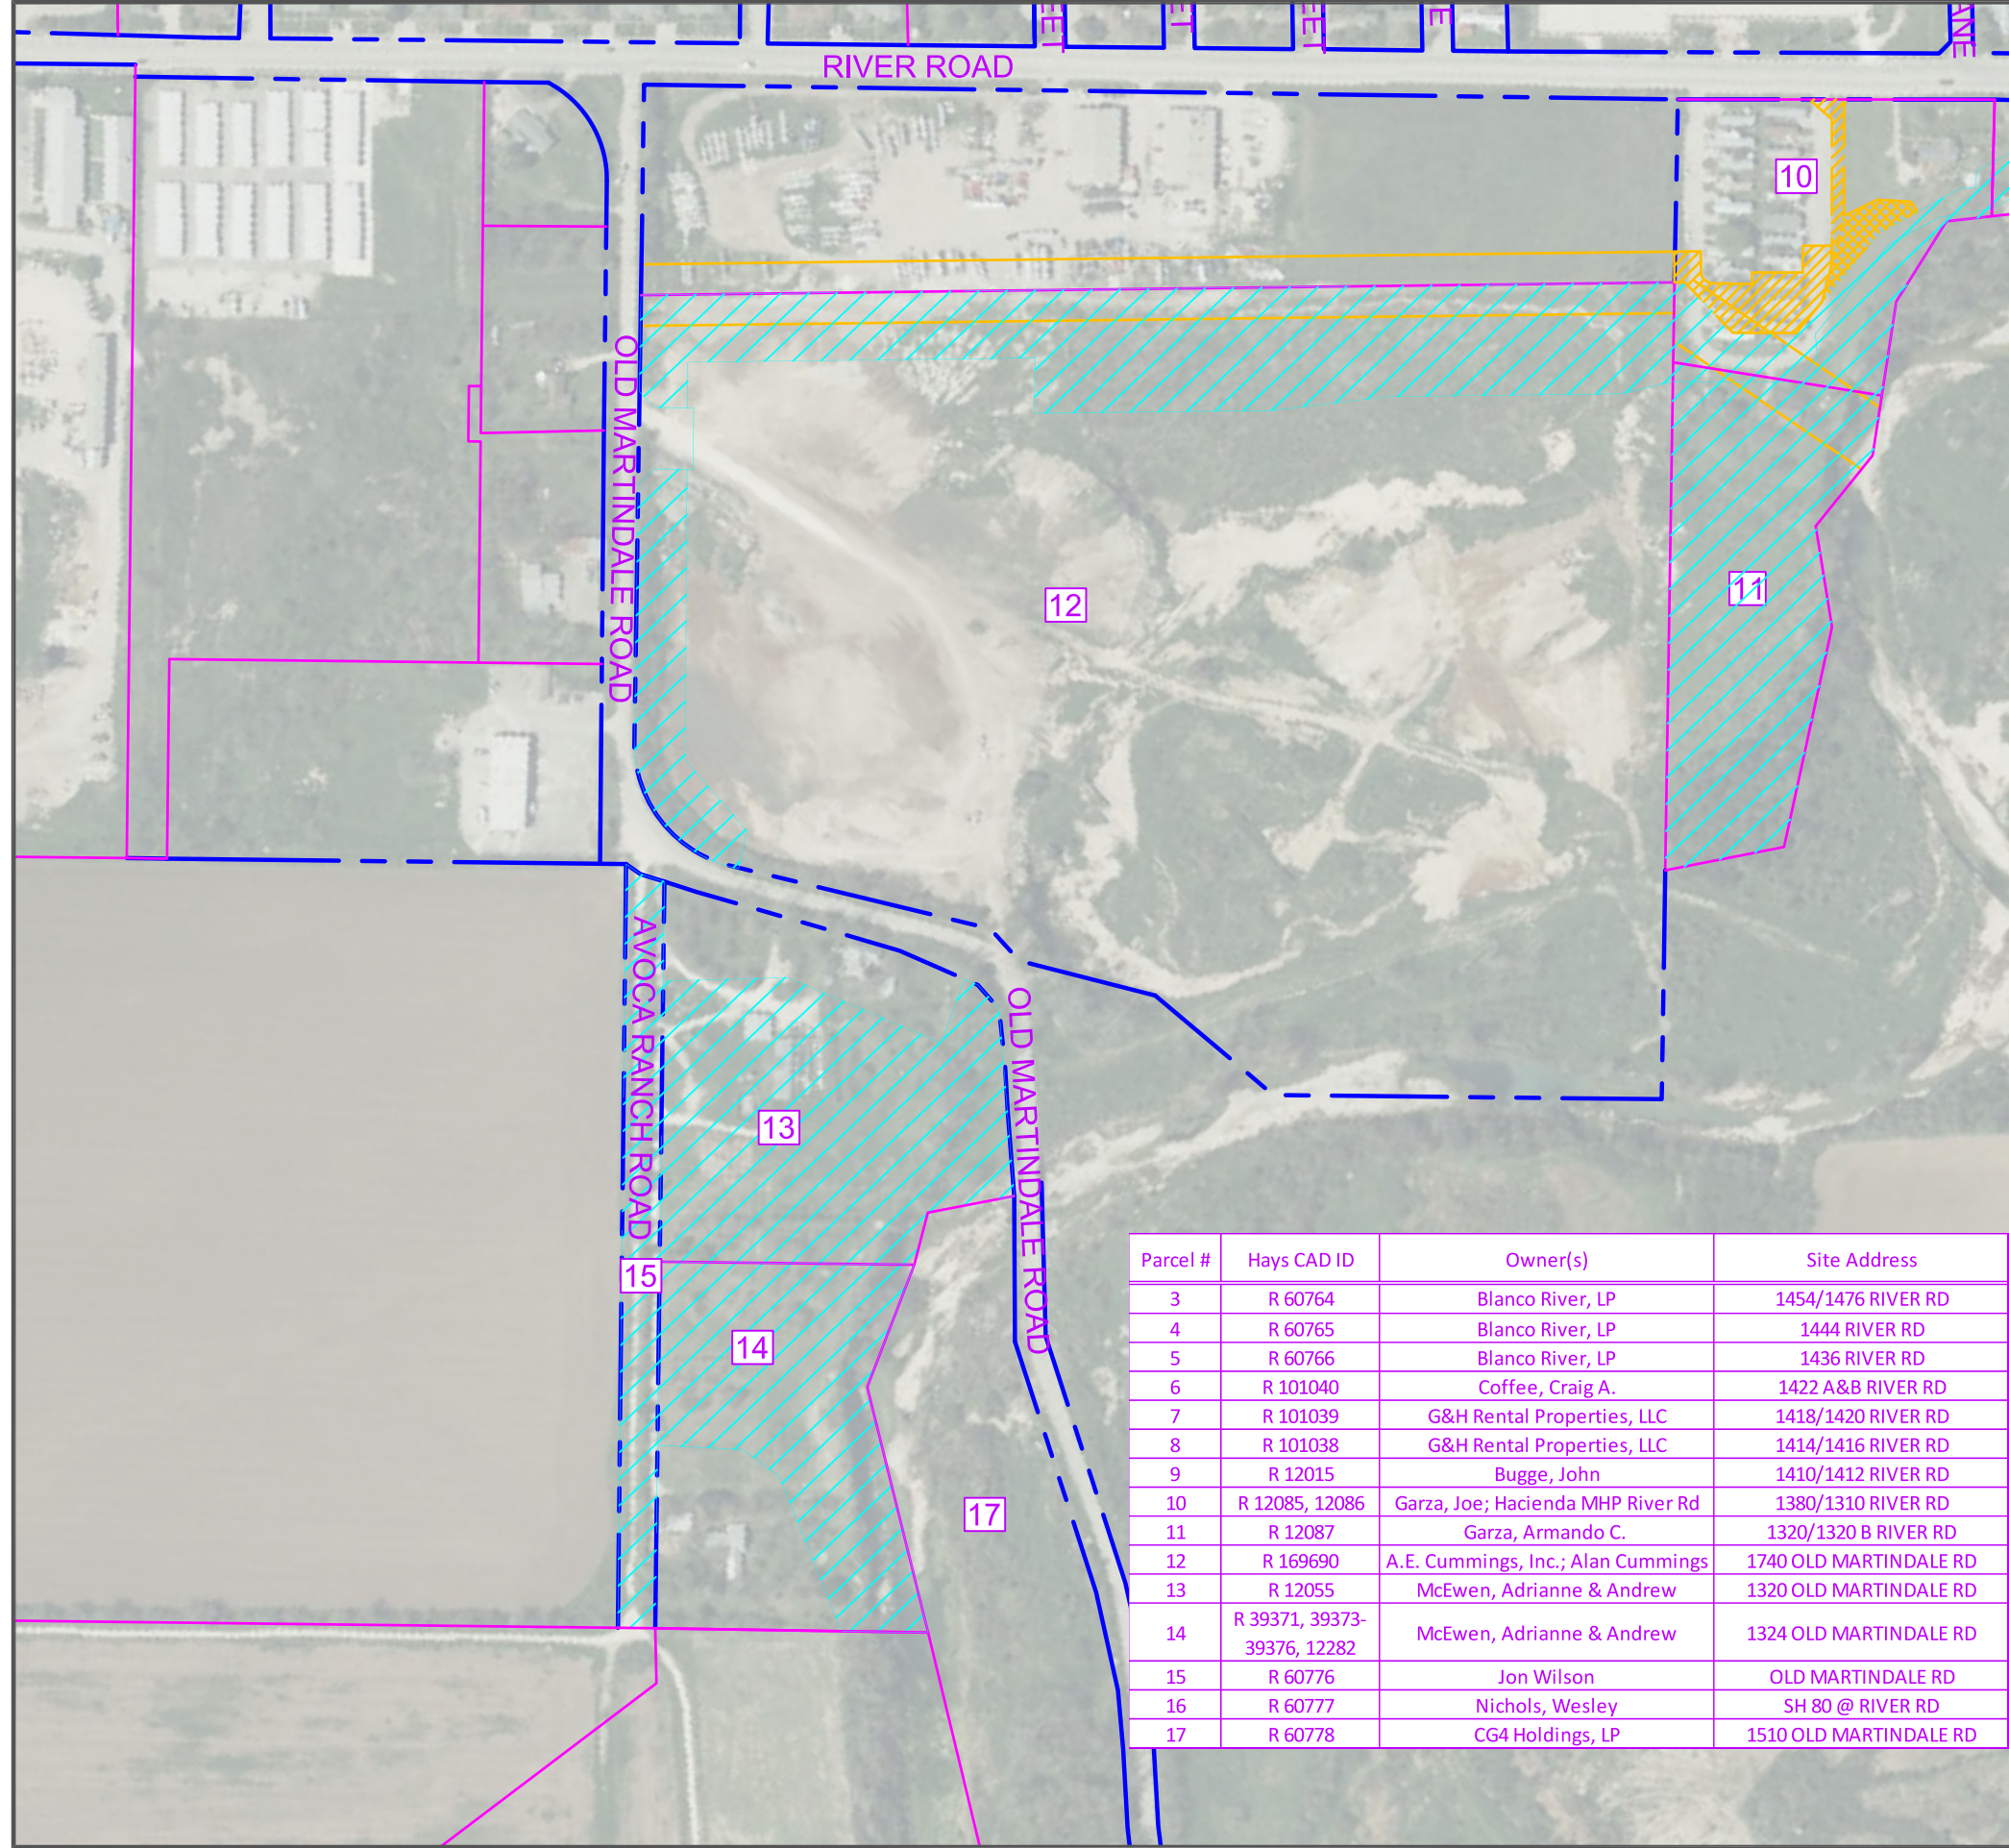 EET
ET
EET
E
ANE
RIVER ROAD
10
OLD MARTINDALE ROAD
12
11
AVOCA RANCH ROAD
OLD MARTINDALE ROAD
13
15
14
17
Parcel # Hays CAD ID Owner(s) Site Address
3 R 60764 Blanco River, LP 1454/1476 RIVER RD
4 R 60765 Blanco River, LP 1444 RIVER RD
5 R 60766 Blanco River, LP 1436 RIVER RD
6 R 101040 Coffee, Craig A. 1422 A&B RIVER RD
7 R 101039 G&H Rental Properties, LLC 1418/1420 RIVER RD
8 R 101038 G&H Rental Properties, LLC 1414/1416 RIVER RD
9 R 12015 Bugge, John 1410/1412 RIVER RD
10 R 12085, 12086 Garza, Joe; Hacienda MHP River Rd 1380/1310 RIVER RD
11 R 12087 Garza, Armando C. 1320/1320 B RIVER RD
12 R 169690 A.E. Cummings, Inc.; Alan Cummings 1740 OLD MARTINDALE RD
13 R 12055 McEwen, Adrianne & Andrew 1320 OLD MARTINDALE RD
14 R 39371, 39373-
39376, 12282 McEwen, Adrianne & Andrew 1324 OLD MARTINDALE RD
15 R 60776 Jon Wilson OLD MARTINDALE RD
16 R 60777 Nichols, Wesley SH 80 @ RIVER RD
17 R 60778 CG4 Holdings, LP 1510 OLD MARTINDALE RD